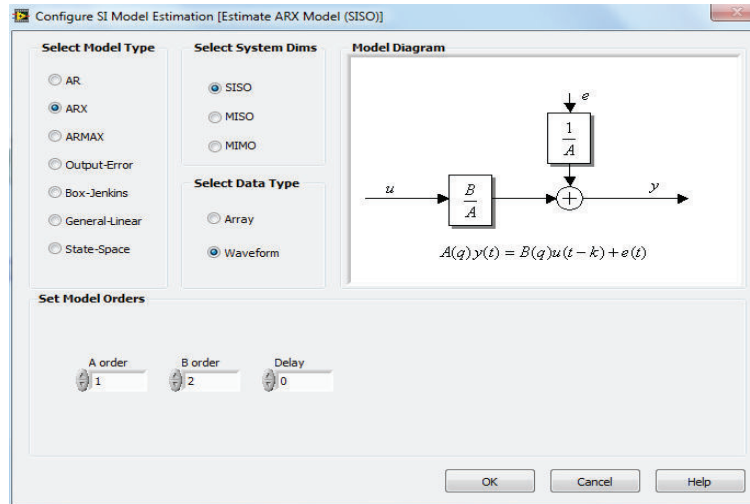 Configure SI Model Estimation [Estimate ARX Model (SISO)]
Select Model Type
AR
ARX
ARMAX
Output-Error
Box-Jenkins
General-Linear
State-Space
Select System Dims
SISO
MISO
MIMO
Select Data Type
Array
Waveform
Model Diagram
e
1
A
u
B
A
+
y
A(q)y(t) = B(q)u(t−k)+e(t)
Set Model Orders
A order
1
B order
2
Delay
0
OK
Cancel
Help